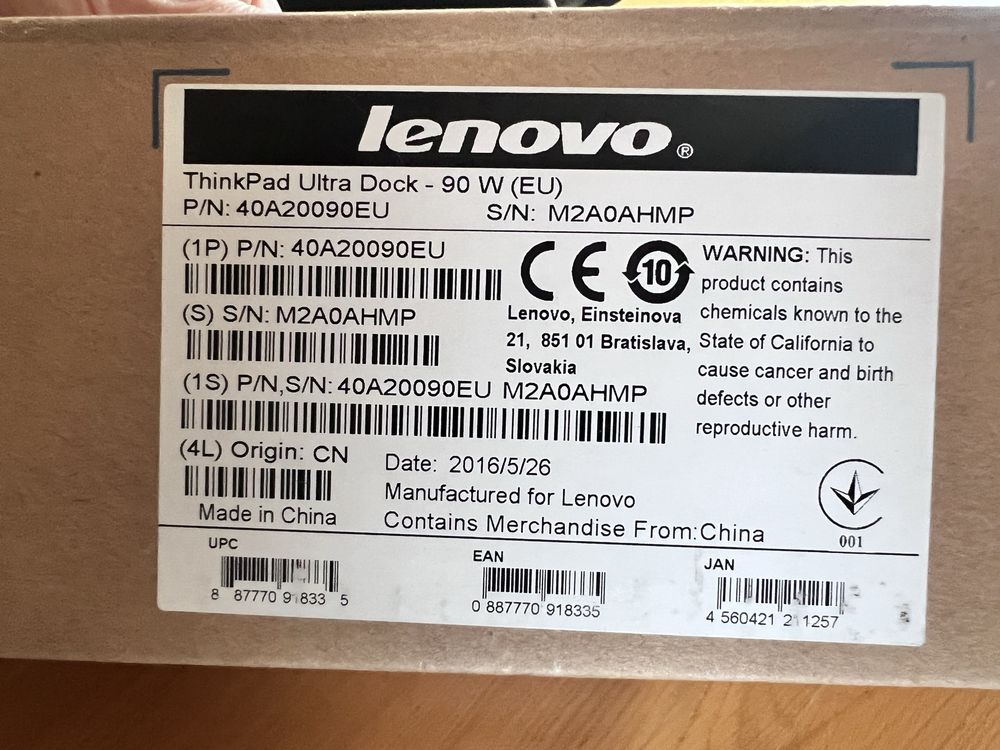 lenovo®
ThinkPad Ultra Dock - 90 W (EU)
P/N: 40A20090EU S/N: M2A0AHMP
(1P) P/N: 40A20090EU
(S) S/N: M2A0AHMP
(1S) P/N,S/N: 40A20090EU M2A0AHMP
(4L) Origin: CN
Made in China
CE 10
Lenovo, Einsteinova
21, 851 01 Bratislava,
Slovakia
WARNING: This
product contains
chemicals known to the
State of California to
cause cancer and birth
defects or other
reproductive harm.
Date: 2016/5/26
Manufactured for Lenovo
Contains Merchandise From:China
001
UPC
8 87770 91833 5
EAN
0 887770 918335
JAN
4 560421 211257